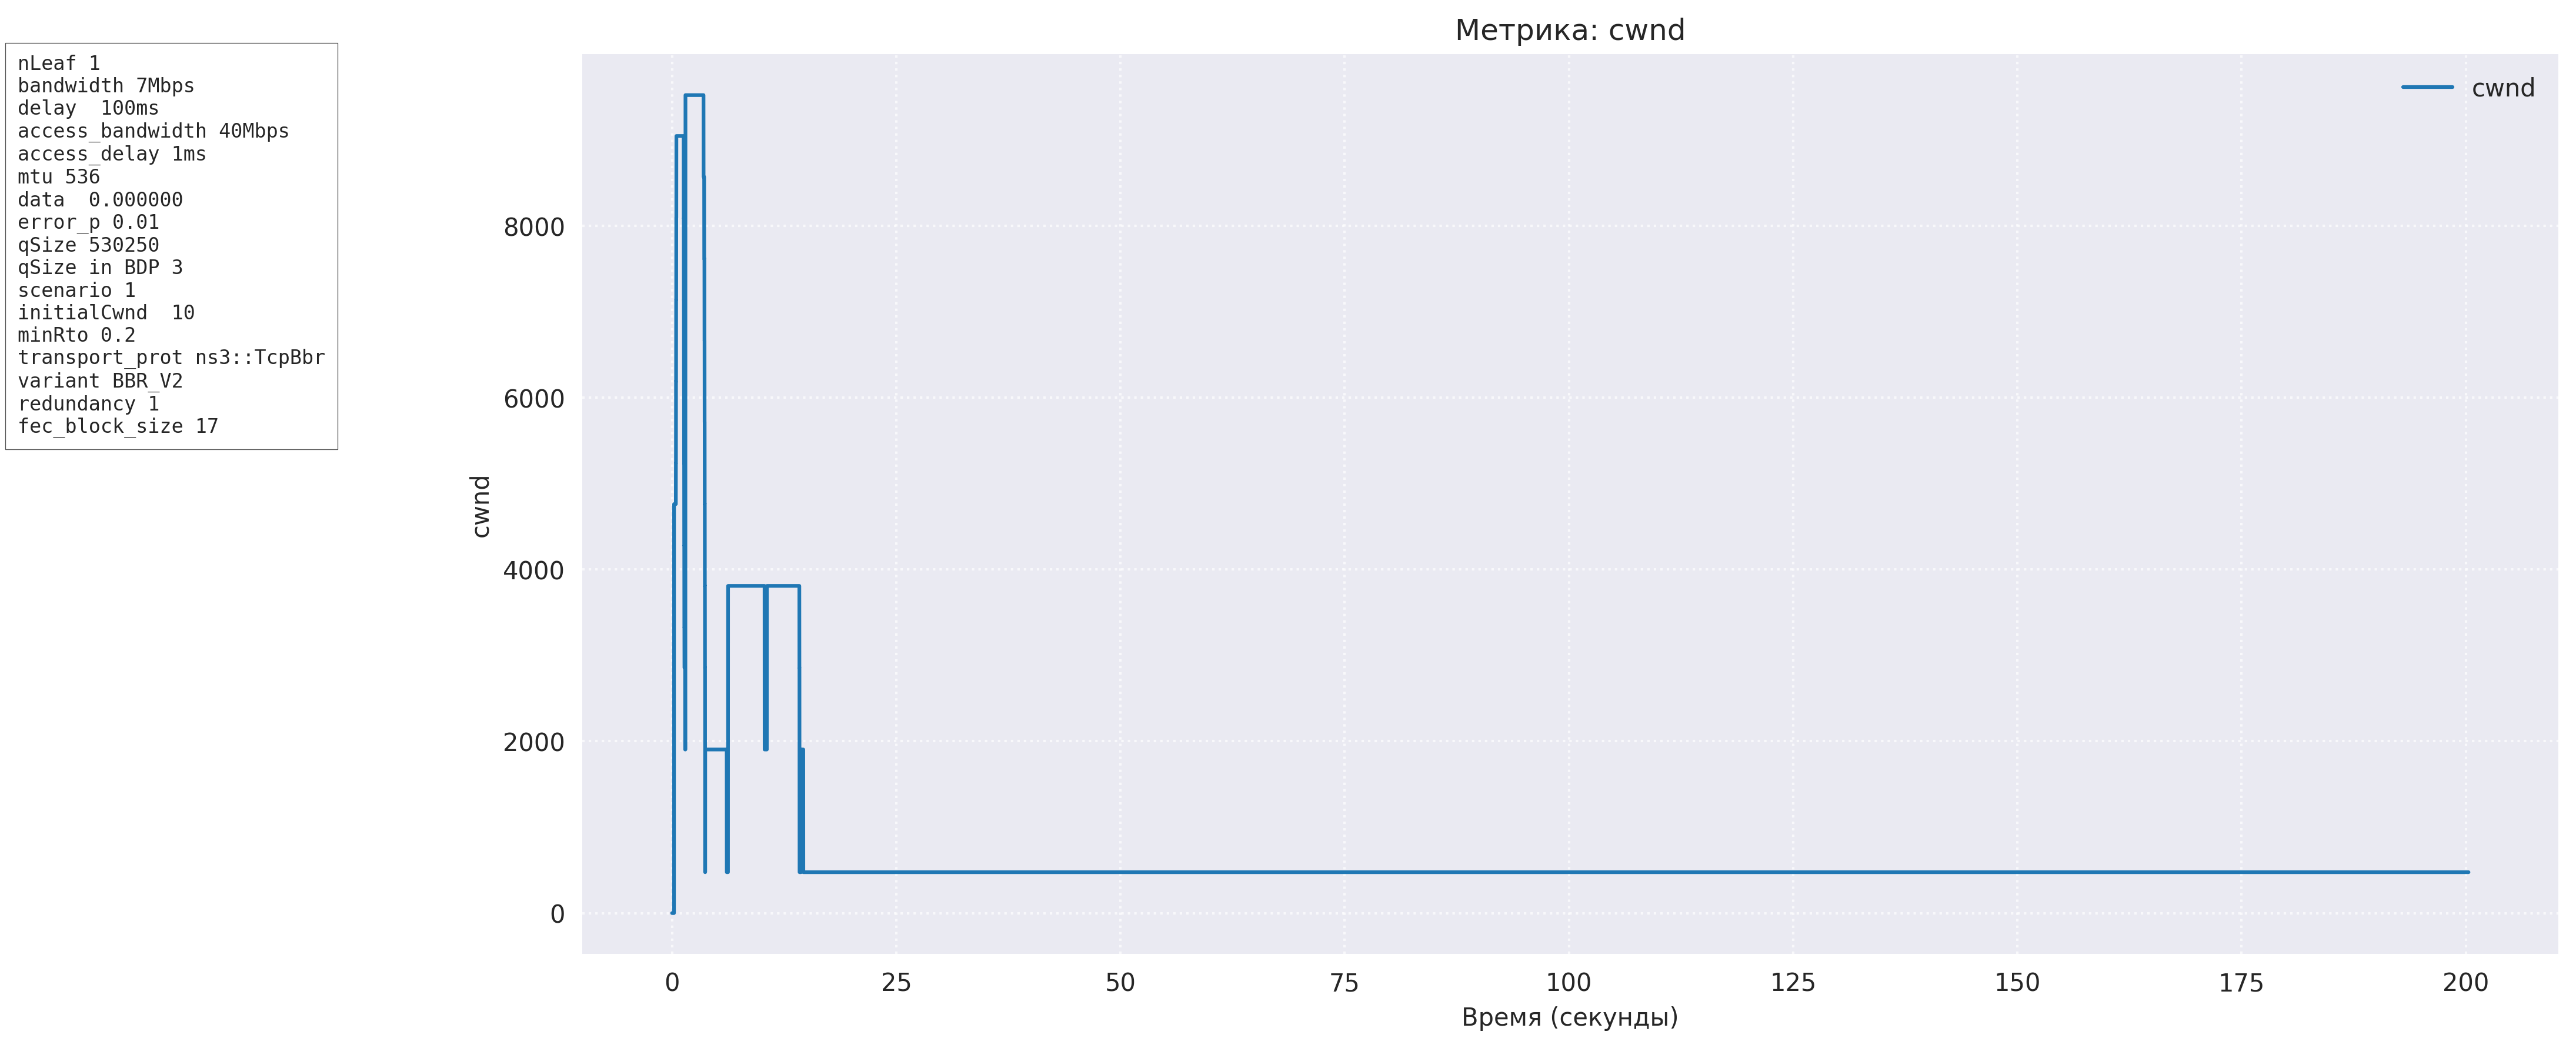 Метрика: cwnd
nLeaf 1
bandwidth 7Mbps
delay  100ms
access_bandwidth 40Mbps
access_delay 1ms
mtu 536
data  0.000000
error_p 0.01
qSize 530250
qSize in BDP 3
scenario 1
initialCwnd  10
minRto 0.2
transport_prot ns3::TcpBbr
variant BBR_V2
redundancy 1
fec_block_size 17
cwnd
cwnd
8000
6000
4000
2000
0
0 25 50 75 100 125 150 175 200
Время (секунды)